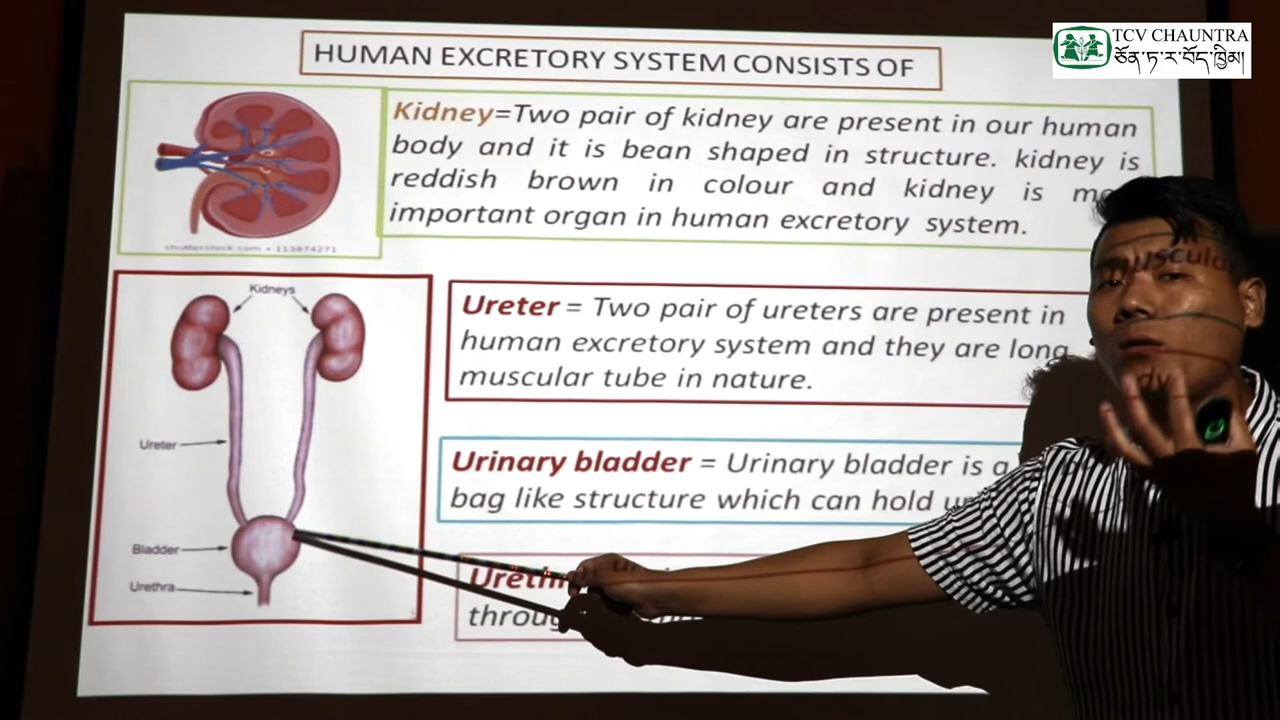 TCV CHAUNTRA
ཅོན་ཏ་ར་བོད་ཁྱིམ།
HUMAN EXCRETORY SYSTEM CONSISTS OF
Kidney=Two pair of kidney are present in our human
body and it is bean shaped in structure. kidney is
reddish brown in colour and kidney is
important organ in human excretory system.
shutterstock.com • 113874271
Kidneys
Ureter
Bladder
Urethra
Ureter = Two pair of ureters are present in
human excretory system and they are long
muscular tube in nature.
Urinary bladder = Urinary bladder is a
bag like structure which can hold